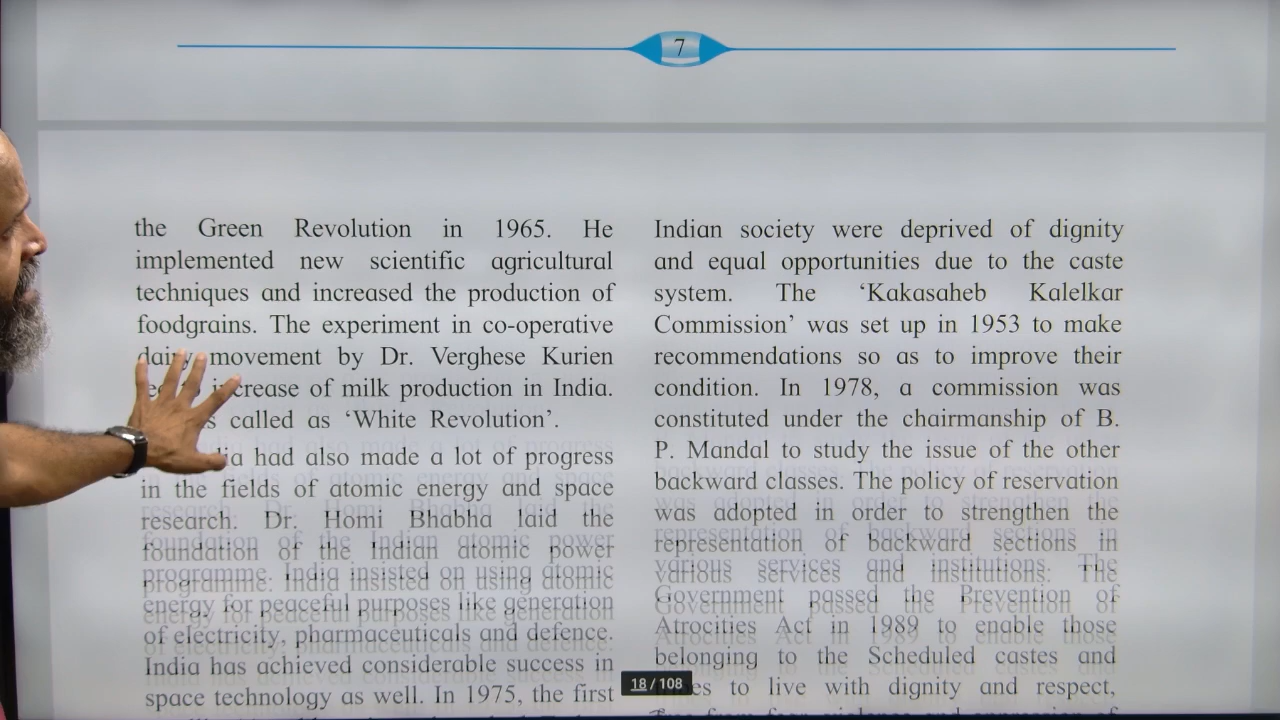 7
the Green Revolution in 1965. He
implemented new scientific agricultural
techniques and increased the production of
foodgrains. The experiment in co-operative
dairy movement by Dr. Verghese Kurien
increase of milk production in India.
called as ‘White Revolution’.
had also made a lot of progress
in the fields of atomic energy and space
research. Dr. Homi Bhabha laid the
foundation of the Indian atomic power
programme. India insisted on using atomic
energy for peaceful purposes like generation
of electricity, pharmaceuticals and defence.
India has achieved considerable success in
space technology as well. In 1975, the first
Indian society were deprived of dignity
and equal opportunities due to the caste
system. The ‘Kakasaheb Kalelkar
Commission’ was set up in 1953 to make
recommendations so as to improve their
condition. In 1978, a commission was
constituted under the chairmanship of B.
P. Mandal to study the issue of the other
backward classes. The policy of reservation
was adopted in order to strengthen the
representation of backward sections in
various services and institutions. The
Government passed the Prevention of
Atrocities Act in 1989 to enable those
belonging to the Scheduled castes and
to live with dignity and respect,
18 / 108